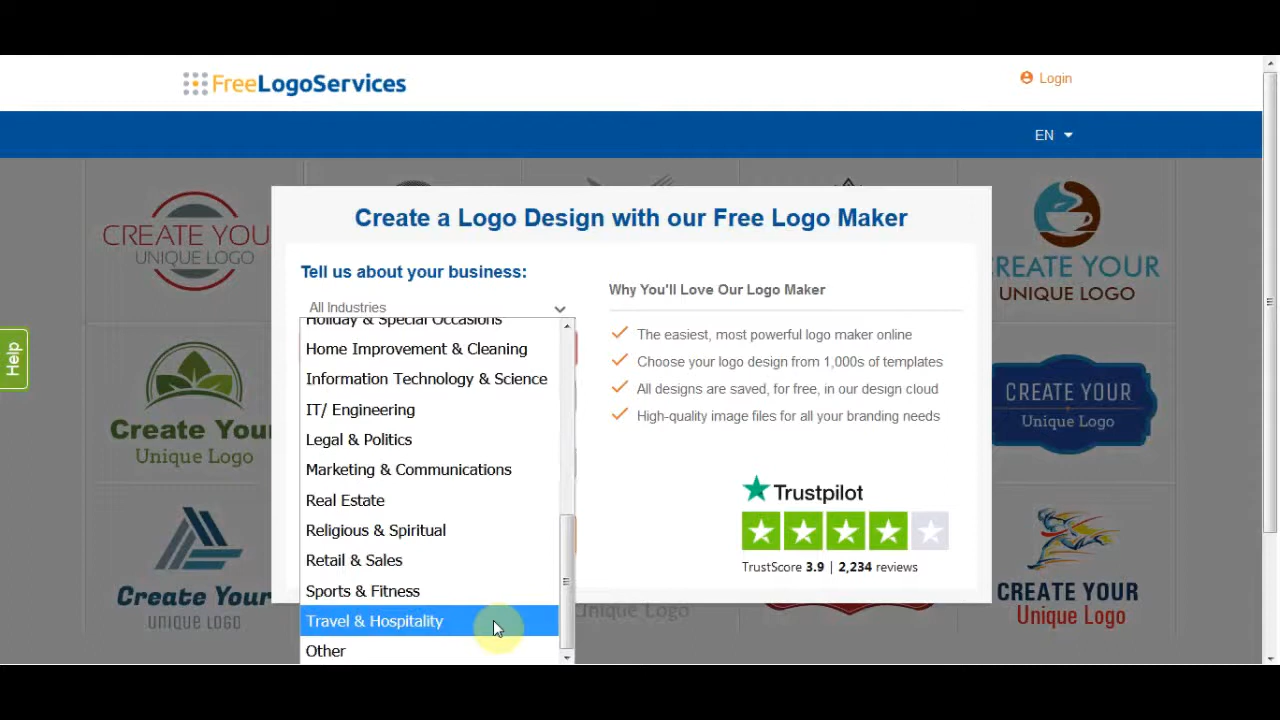 FreeLogoServices
Login
EN
Create a Logo Design with our Free Logo Maker
CREATE YOU
UNIQUE LOGO
CREATE YOUR
UNIQUE LOGO
Tell us about your business:
All Industries
Holiday & Special Occasions
Home Improvement & Cleaning
Information Technology & Science
IT/ Engineering
Legal & Politics
Marketing & Communications
Real Estate
Religious & Spiritual
Retail & Sales
Sports & Fitness
Travel & Hospitality
Other
Why You'll Love Our Logo Maker
The easiest, most powerful logo maker online
Choose your logo design from 1,000s of templates
All designs are saved, for free, in our design cloud
High-quality image files for all your branding needs
Trustpilot
TrustScore 3.9 | 2,234 reviews
Help
Create You
Unique Logo
CREATE YOUR
Unique Logo
Create Your
UNIQUE LOGO
UNIQUE LOGO
CREATE YOUR
Unique Logo